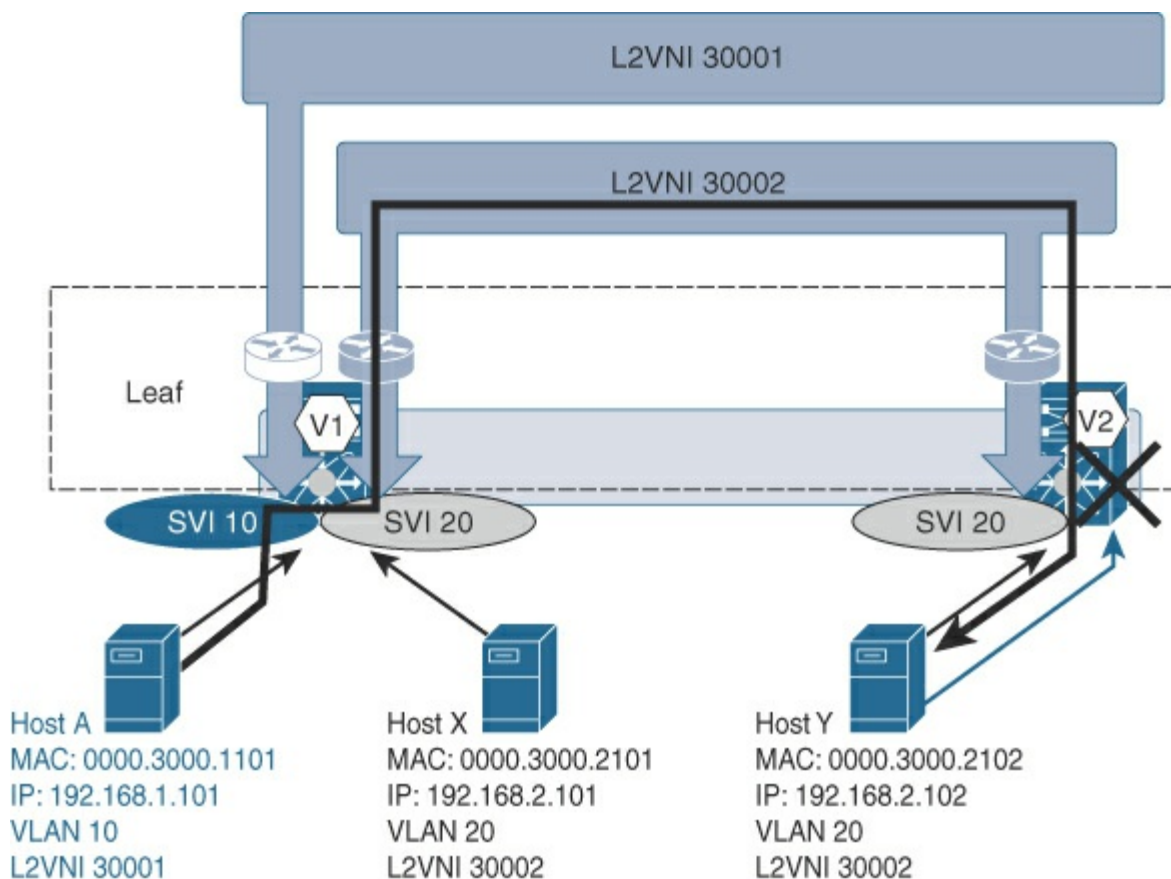 L2VNI 30001
L2VNI 30002
Leaf
V1
V2
SVI 10
SVI 20
SVI 20
Host A
MAC: 0000.3000.1101
IP: 192.168.1.101
VLAN 10
L2VNI 30001
Host X
MAC: 0000.3000.2101
IP: 192.168.2.101
VLAN 20
L2VNI 30002
Host Y
MAC: 0000.3000.2102
IP: 192.168.2.102
VLAN 20
L2VNI 30002